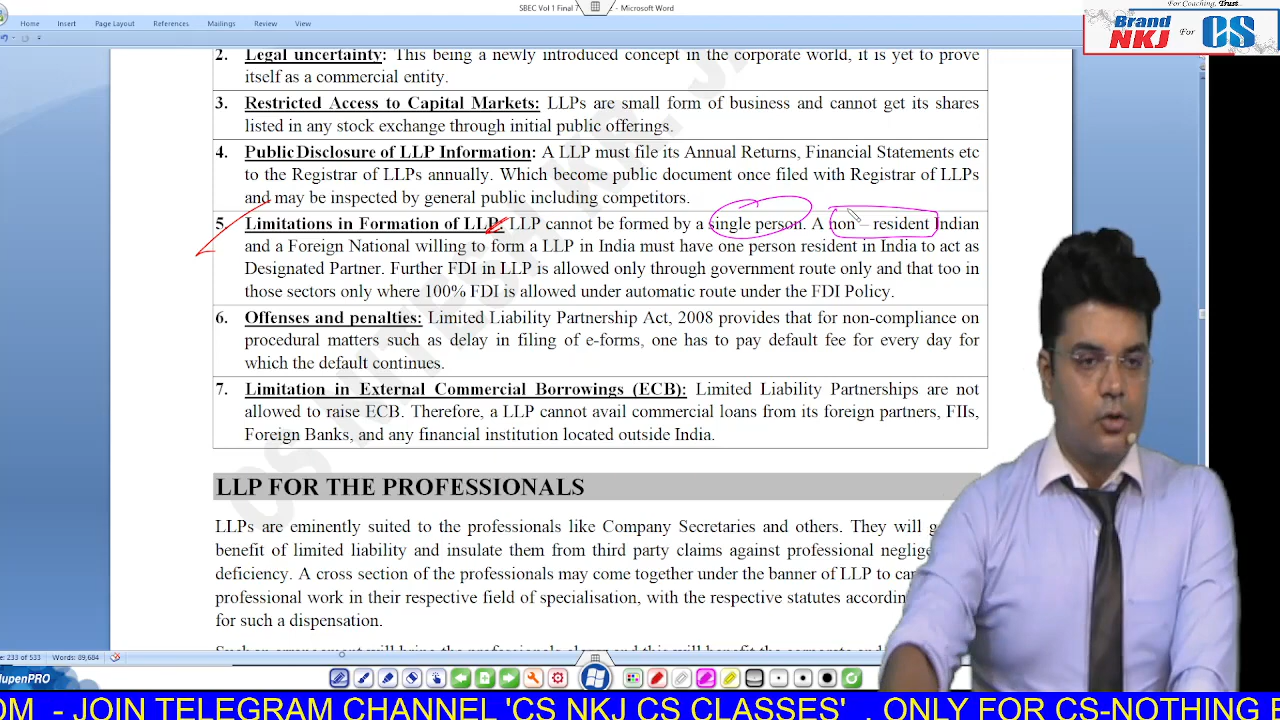 For Coaching, Trust...
SBEC Vol 1 Final 7
- Microsoft Word
Brand
NKJ
For
CS
Home Insert Page Layout References Mailings Review View
2. Legal uncertainty: This being a newly introduced concept in the corporate world, it is yet to prove
itself as a commercial entity.
3. Restricted Access to Capital Markets: LLPs are small form of business and cannot get its shares
listed in any stock exchange through initial public offerings.
4. Public Disclosure of LLP Information: A LLP must file its Annual Returns, Financial Statements etc
to the Registrar of LLPs annually. Which become public document once filed with Registrar of LLPs
and may be inspected by general public including competitors.
5. Limitations in Formation of LLP: LLP cannot be formed by a single person. A non – resident Indian
and a Foreign National willing to form a LLP in India must have one person resident in India to act as
Designated Partner. Further FDI in LLP is allowed only through government route only and that too in
those sectors only where 100% FDI is allowed under automatic route under the FDI Policy.
6. Offenses and penalties: Limited Liability Partnership Act, 2008 provides that for non-compliance on
procedural matters such as delay in filing of e-forms, one has to pay default fee for every day for
which the default continues.
7. Limitation in External Commercial Borrowings (ECB): Limited Liability Partnerships are not
allowed to raise ECB. Therefore, a LLP cannot avail commercial loans from its foreign partners, FIIs,
Foreign Banks, and any financial institution located outside India.
LLP FOR THE PROFESSIONALS
LLPs are eminently suited to the professionals like Company Secretaries and others. They will
benefit of limited liability and insulate them from third party claims against professional
deficiency. A cross section of the professionals may come together under the banner of LLP to
professional work in their respective field of specialisation, with the respective statutes
for such a dispensation.
: 233 of 533 Words: 89,684
OM - JOIN TELEGRAM CHANNEL 'CS NKJ CS CLASSES' , ONLY FOR CS-NOTHING